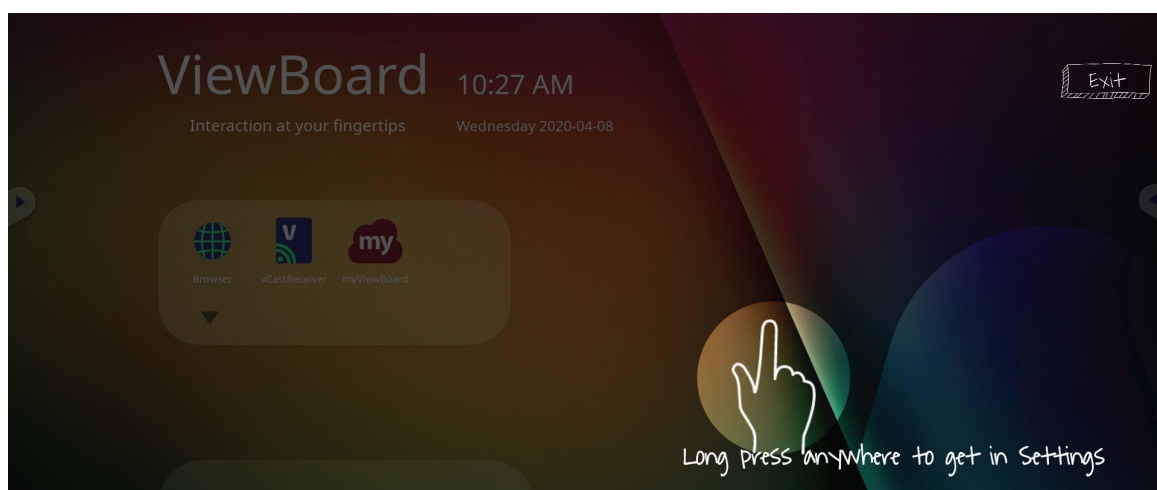 ViewBoard
10:27 AM
Exit
Interaction at your fingertips
Wednesday 2020-04-08
V
my
Browser
vCastReceiver
myViewBoard
Long press anywhere to get in Settings